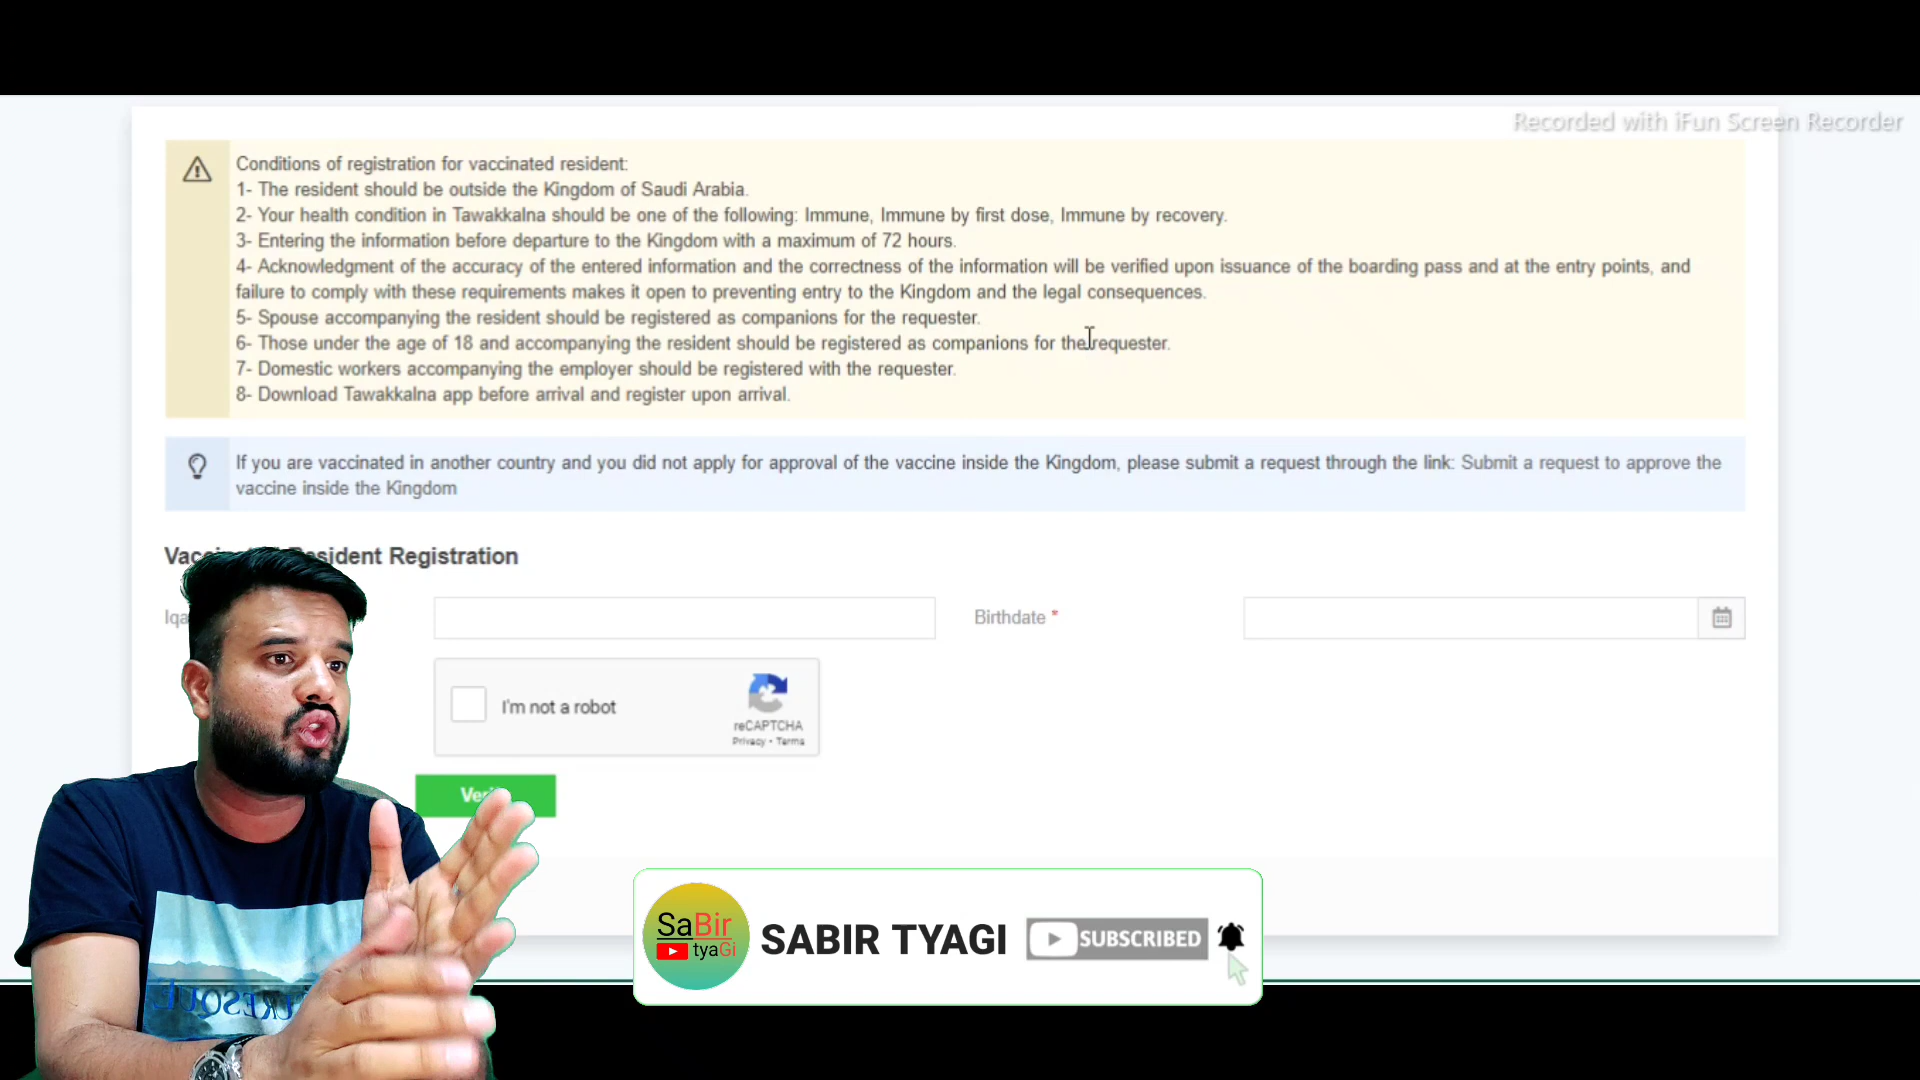 Recorded with iFun Screen Recorder
Conditions of registration for vaccinated resident:
1- The resident should be outside the Kingdom of Saudi Arabia.
2- Your health condition in Tawakkalna should be one of the following: Immune, Immune by first dose, Immune by recovery.
3- Entering the information before departure to the Kingdom with a maximum of 72 hours.
4- Acknowledgment of the accuracy of the entered information and the correctness of the information will be verified upon issuance of the boarding pass and at the entry points, and
failure to comply with these requirements makes it open to preventing entry to the Kingdom and the legal consequences.
5- Spouse accompanying the resident should be registered as companions for the requester.
6- Those under the age of 18 and accompanying the resident should be registered as companions for the requester.
7- Domestic workers accompanying the employer should be registered with the requester.
8- Download Tawakkalna app before arrival and register upon arrival.
If you are vaccinated in another country and you did not apply for approval of the vaccine inside the Kingdom, please submit a request through the link: Submit a request to approve the
vaccine inside the Kingdom
Registration
Birthdate *
I'm not a robot
reCAPTCHA
Privacy - Terms
SaBir
tyaGi
SABIR TYAGI
SUBSCRIBED